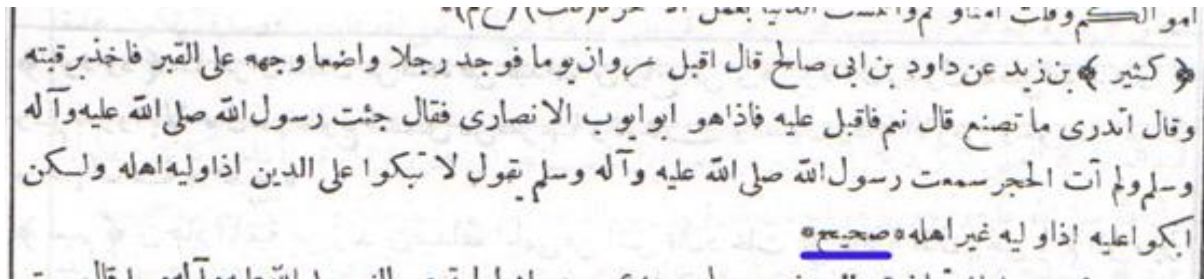 ﴿ كثير ﴾ بن زيد عن داود بن ابى صالح قال اقبل مروان يوما فوجد رجلا واضعا وجهه على القبر فاخذ برقبته
وقال اتدرى ما تصنع قال نعم فاقبل عليه فاذا هو ابو ايوب الانصارى فقال جئت رسول الله صلى الله عليه وآله
وسلم ولم آت الحجر سمعت رسول الله صلى الله عليه وآله وسلم يقول لا تبكوا على الدين اذا وليه اهله ولكن
ابكوا عليه اذا وليه غير اهله * صحيح *